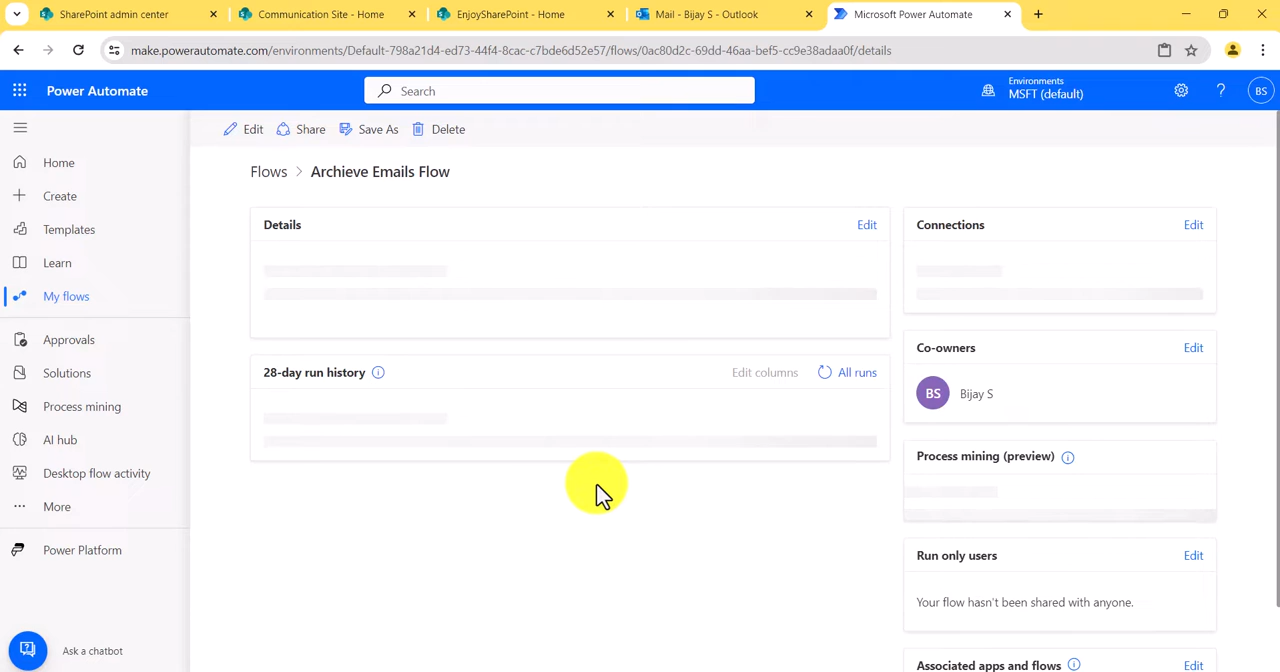 SharePoint admin center
Communication Site - Home
EnjoySharePoint - Home
Mail - Bijay S - Outlook
Microsoft Power Automate
make.powerautomate.com/environments/Default-798a21d4-ed73-44f4-8cac-c7bde6d52e57/flows/0ac80d2c-69dd-46aa-bef5-cc9e38adaa0f/details
Power Automate
Search
Environments
MSFT (default)
?
BS
Edit
Share
Save As
Delete
Home
Create
Templates
Learn
My flows
Approvals
Solutions
Process mining
AI hub
Desktop flow activity
More
Power Platform
Ask a chatbot
Flows > Archieve Emails Flow
Details
Edit
28-day run history
Edit columns
All runs
Connections
Edit
Co-owners
Edit
BS
Bijay S
Process mining (preview)
Run only users
Edit
Your flow hasn't been shared with anyone.
Associated apps and flows
Edit